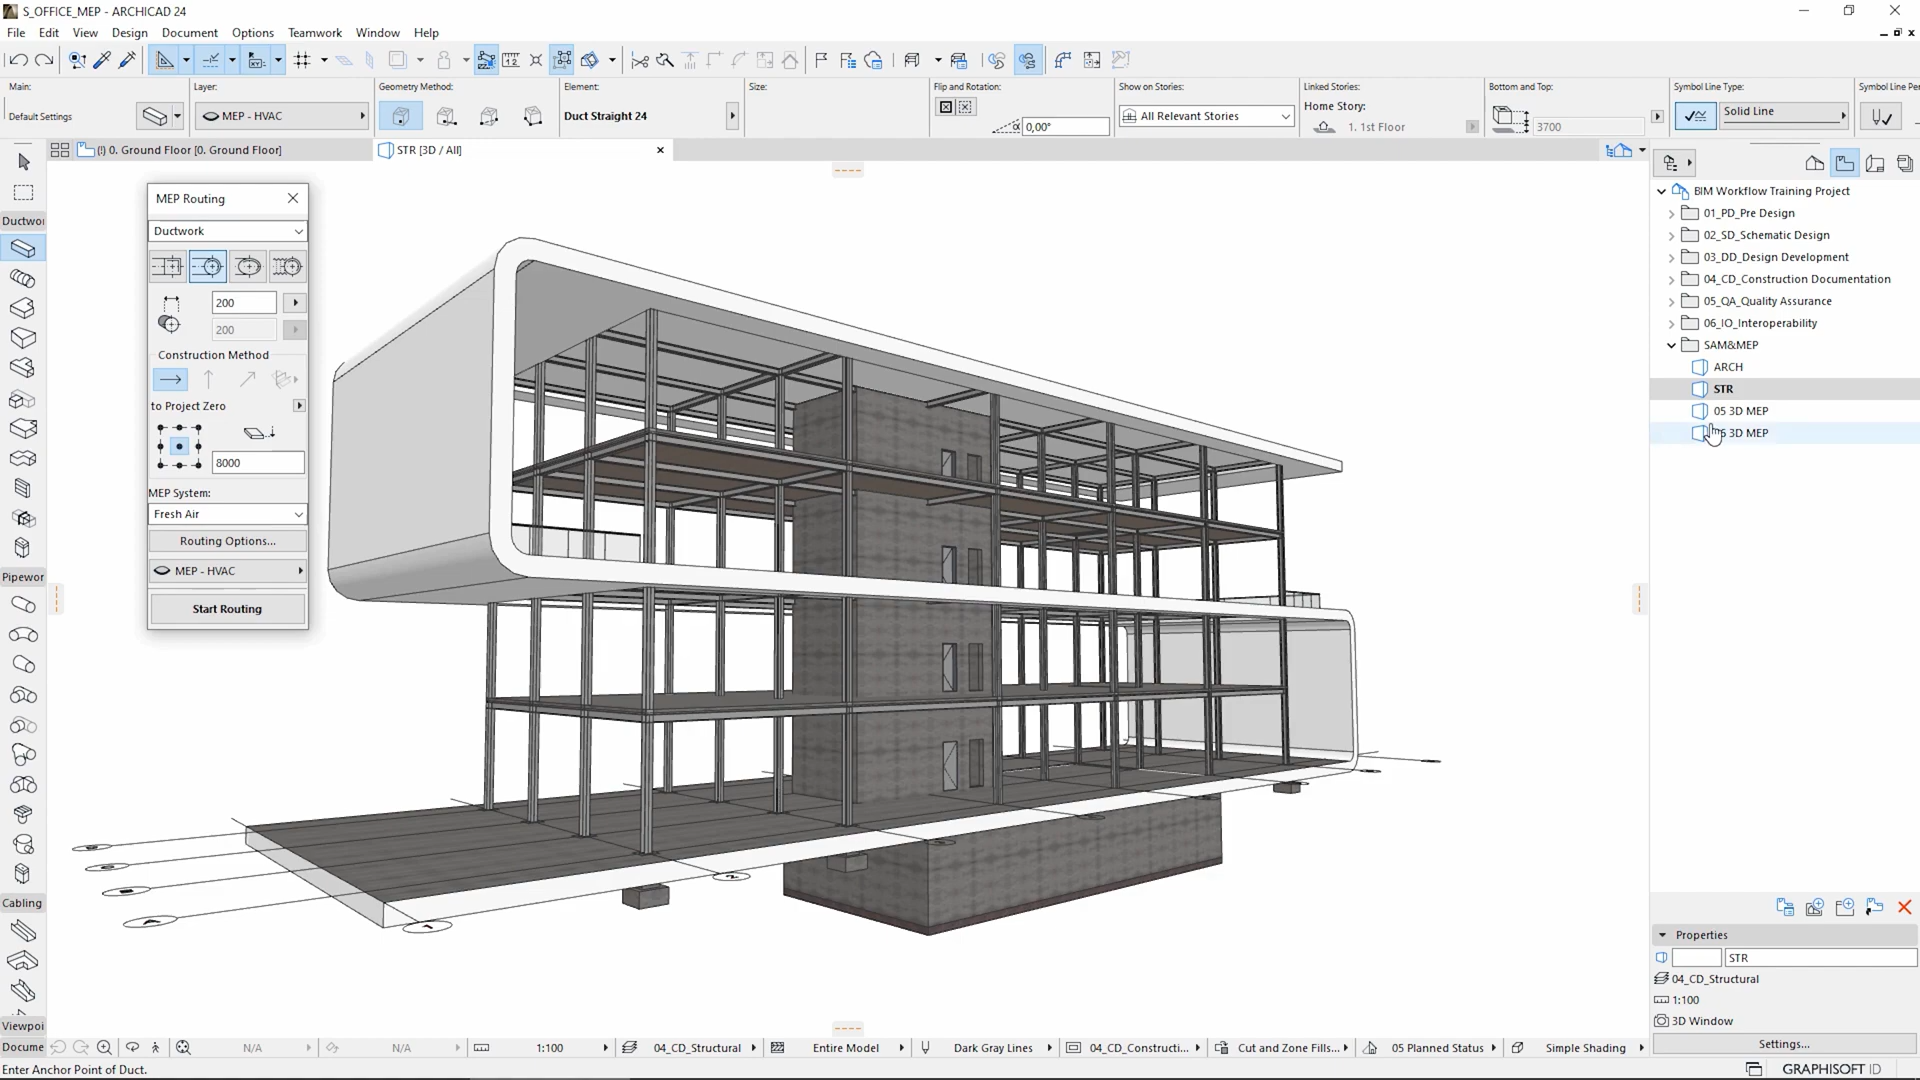 S_OFFICE_MEP - ARCHICAD 24
File Edit View Design Document Options Teamwork Window Help
Main: Layer: Geometry Method: Element: Size: Flip and Rotation: Show on Stories: Linked Stories: Bottom and Top: Symbol Line Type: Symbol Line Pe
Default Settings MEP - HVAC Duct Straight 24 All Relevant Stories Home Story: Solid Line
0,00° 1. 1st Floor 3700
(!) 0. Ground Floor [0. Ground Floor] STR [3D / All]
MEP Routing
Ductwork
200
200
Construction Method
to Project Zero
8000
MEP System:
Fresh Air
Routing Options...
MEP - HVAC
Start Routing
Ductwo
Pipewor
Cabling
Viewpoi
Docume
BIM Workflow Training Project
01_PD_Pre Design
02_SD_Schematic Design
03_DD_Design Development
04_CD_Construction Documentation
05_QA_Quality Assurance
06_IO_Interoperability
SAM&MEP
ARCH
STR
05 3D MEP
3D MEP
Properties
STR
04_CD_Structural
1:100
3D Window
Settings...
N/A N/A 1:100 04_CD_Structural Entire Model Dark Gray Lines 04_CD_Constructi... Cut and Zone Fills... 05 Planned Status Simple Shading
Enter Anchor Point of Duct.
GRAPHISOFT ID